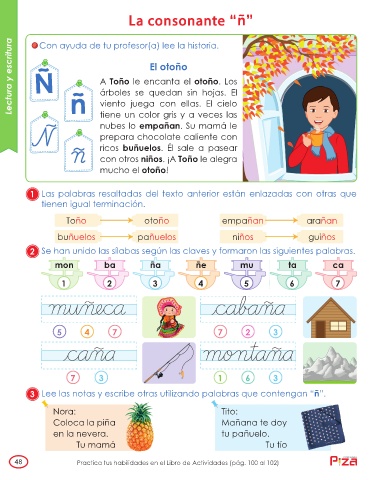 La consonante “ñ”
Lectura y escritura
Con ayuda de tu profesor(a) lee la historia.
El otoño
A Toño le encanta el otoño. Los
árboles se quedan sin hojas. El
viento juega con ellas. El cielo
tiene un color gris y a veces las
nubes lo empañan. Su mamá le
prepara chocolate caliente con
ricos buñuelos. Él sale a pasear
con otros niños. ¡A Toño le alegra
mucho el otoño!
Ñ
ñ
Ñ
ñ
1 Las palabras resaltadas del texto anterior están enlazadas con otras que
tienen igual terminación.
Toño otoño empañan arañan
buñuelos pañuelos niños guiños
2 Se han unido las sílabas según las claves y formaron las siguientes palabras.
mon ba ña ñe mu ta ca
1 2 3 4 5 6 7
muñeca cabaña
5 4 7 7 2 3
caña montaña
7 3 1 6 3
3 Lee las notas y escribe otras utilizando palabras que contengan “ñ”.
Nora:
Coloca la piña
en la nevera.
Tu mamá
Tito:
Mañana te doy
tu pañuelo.
Tu tío
48
Practica tus habilidades en el Libro de Actividades (pág. 100 al 102)